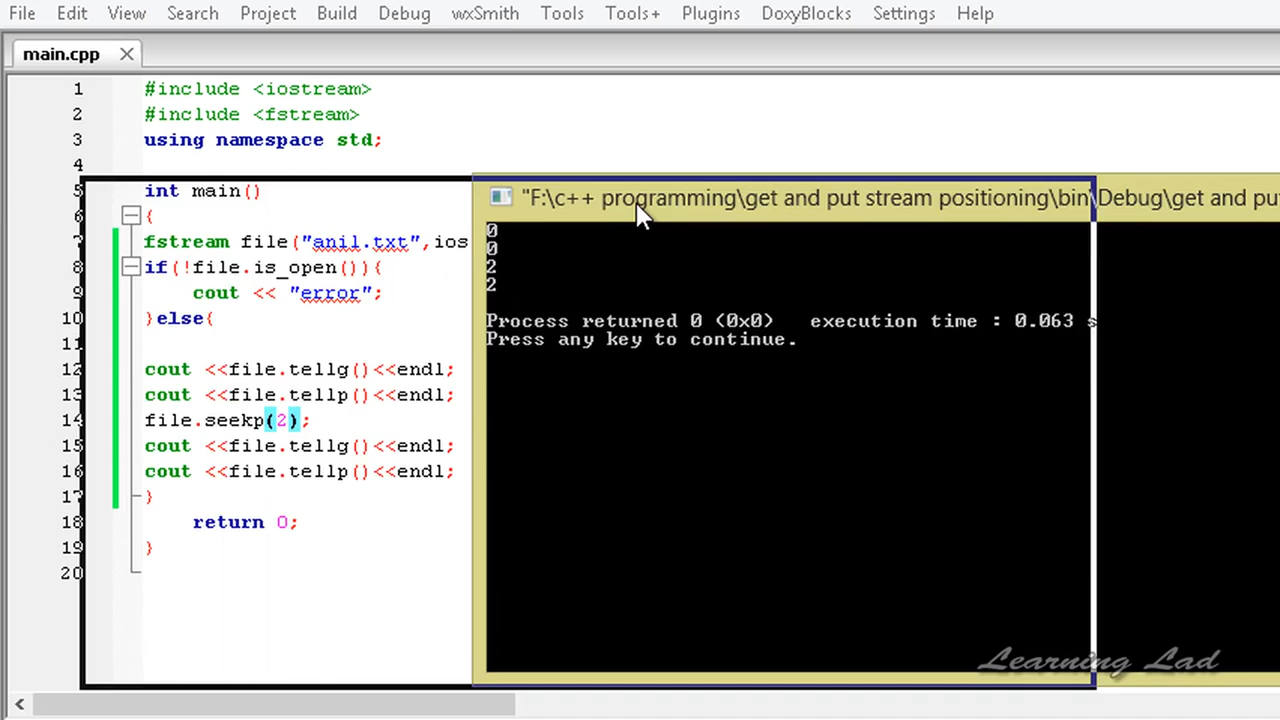 File Edit View Search Project Build Debug wxSmith Tools Tools+ Plugins DoxyBlocks Settings Help
main.cpp
1 #include <iostream>
2 #include <fstream>
3 using namespace std;
4
5 int main()
6 {
7 fstream file("anil.txt",ios
8 if(!file.is_open()){
9 cout << "error";
10 }else{
11
12 cout <<file.tellg()<<endl;
13 cout <<file.tellp()<<endl;
14 file.seekp(2);
15 cout <<file.tellg()<<endl;
16 cout <<file.tellp()<<endl;
17 }
18 return 0;
19 }
20
"F:\c++ programming\get and put stream positioning\bin\Debug\get and pu
0
0
2
2
Process returned 0 (0x0) execution time : 0.063 s
Press any key to continue.
Learning Lad